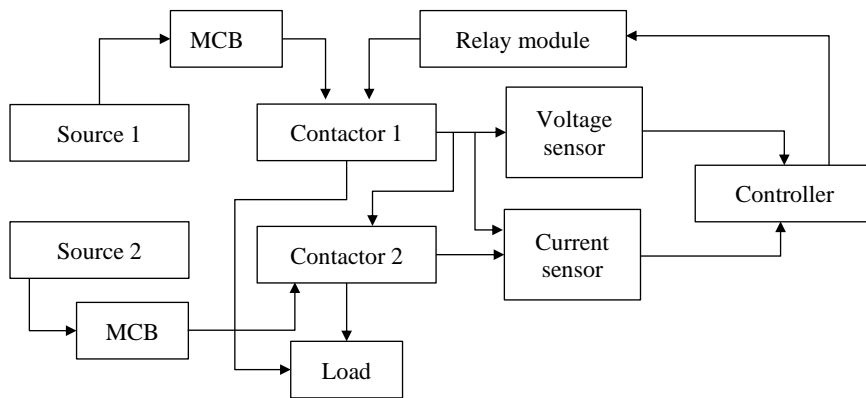 MCB
Relay module
Source 1
Contactor 1
Voltage
sensor
Controller
Source 2
Contactor 2
Current
sensor
MCB
Load